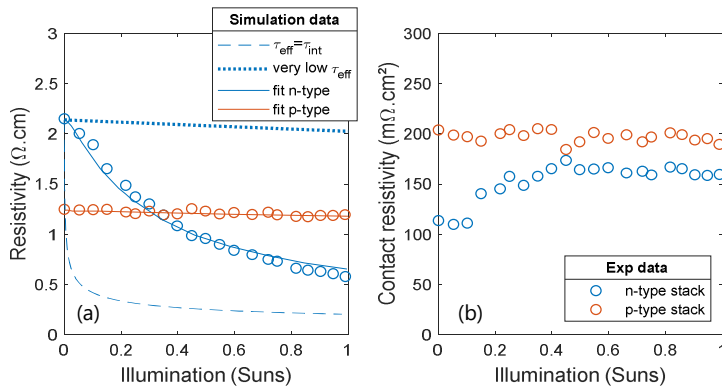 Simulation data
τeff=τint
very low τeff
fit n-type
fit p-type
3
2.5
2
1.5
1
0.5
0
Resistivity (Ω.cm)
(a)
0
0.2
0.4
0.6
0.8
1
Illumination (Suns)
300
250
200
150
100
50
0
Contact resistivity (mΩ.cm²)
Exp data
n-type stack
p-type stack
(b)
0
0.2
0.4
0.6
0.8
1
Illumination (Suns)